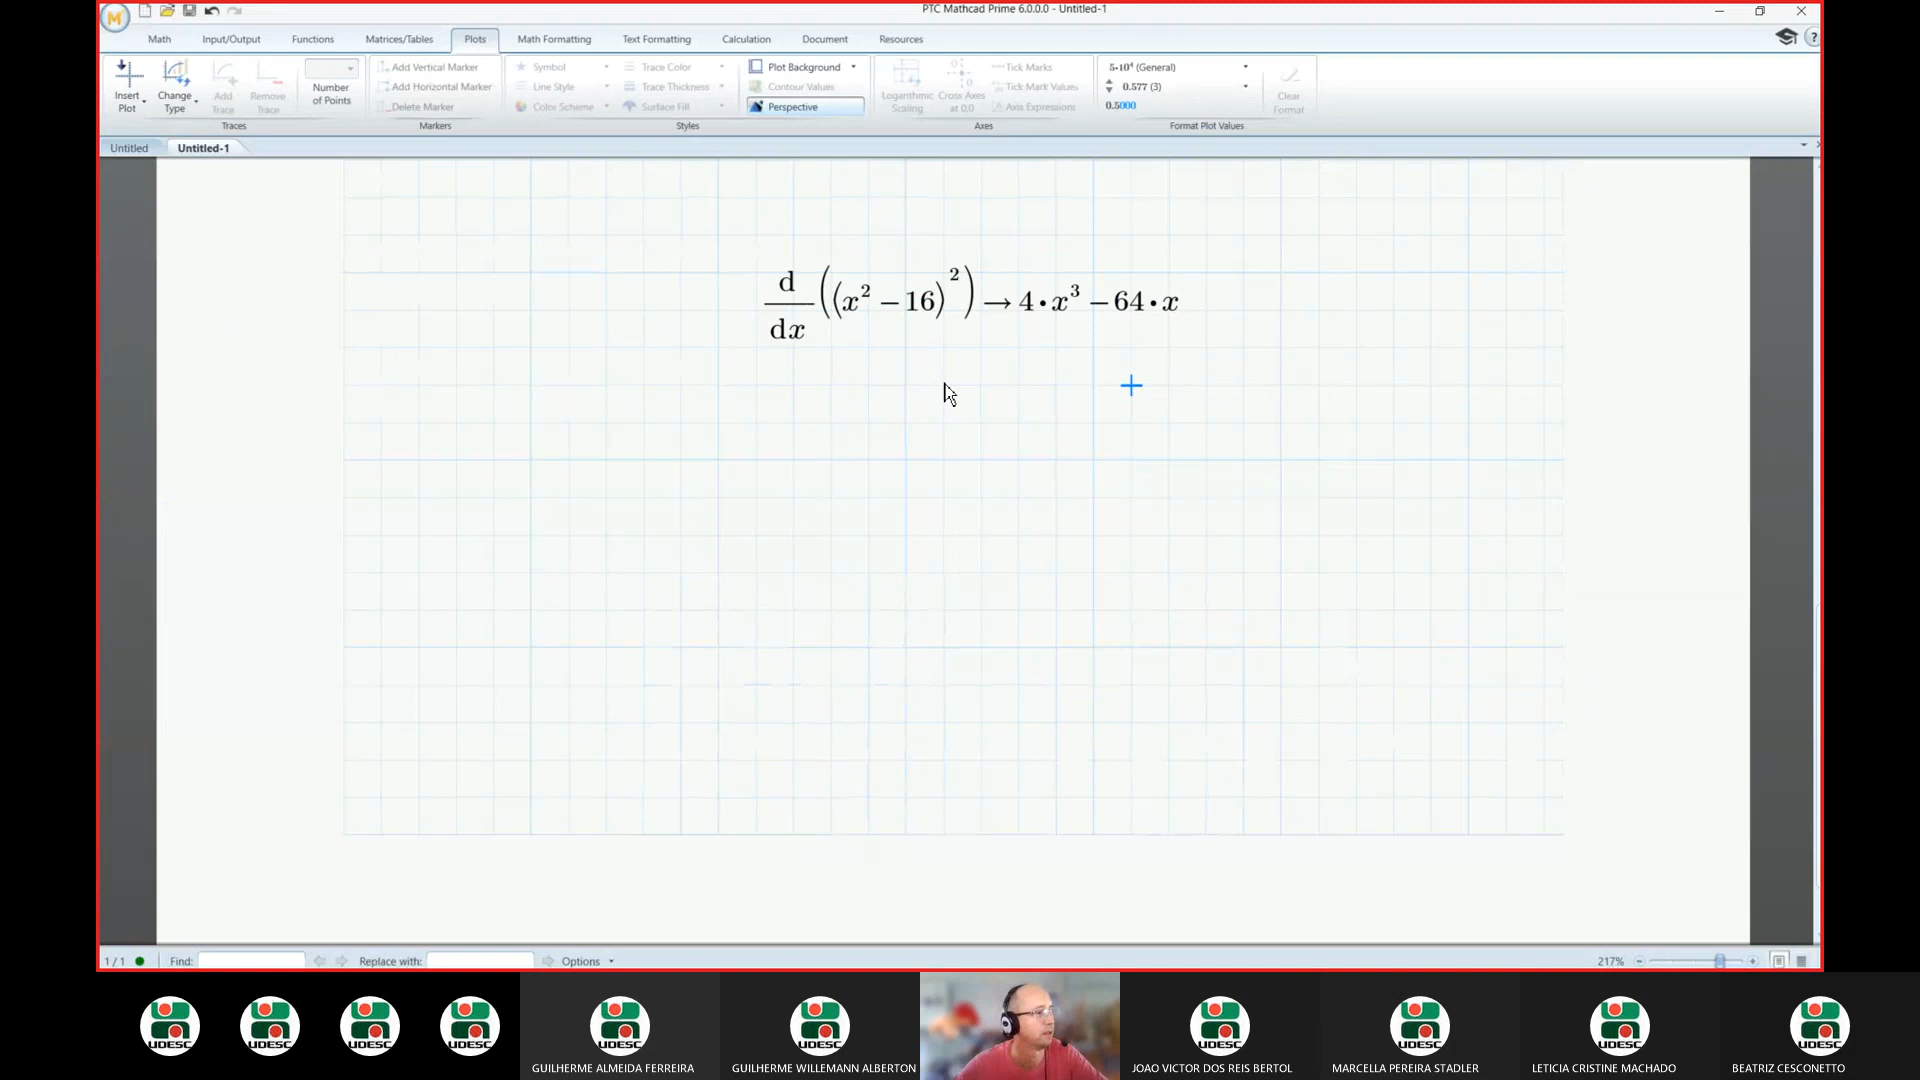 PTC Mathcad Prime 6.0.0.0 - Untitled-1
Math Input/Output Functions Matrices/Tables Plots Math Formatting Text Formatting Calculation Document Resources
Insert Plot
Change Type
Add Trace
Remove Trace
Number of Points
Traces
Add Vertical Marker
Add Horizontal Marker
Delete Marker
Markers
Symbol
Line Style
Color Scheme
Trace Color
Trace Thickness
Surface Fill
Plot Background
Contour Values
Perspective
Styles
Logarithmic Scaling
Cross Axes at 0,0
Tick Marks
Tick Mark Values
Axis Expressions
Axes
5•10⁴ (General)
0.577 (3)
0.5000
Clear Format
Format Plot Values
Untitled Untitled-1
d/dx ((x² − 16)²) → 4 • x³ − 64 • x
1 / 1 Find: Replace with: Options 217%
UDESC UDESC UDESC UDESC UDESC UDESC UDESC UDESC UDESC UDESC
GUILHERME ALMEIDA FERREIRA GUILHERME WILLEMANN ALBERTON JOAO VICTOR DOS REIS BERTOL MARCELLA PEREIRA STADLER LETICIA CRISTINE MACHADO BEATRIZ CESCONETTO